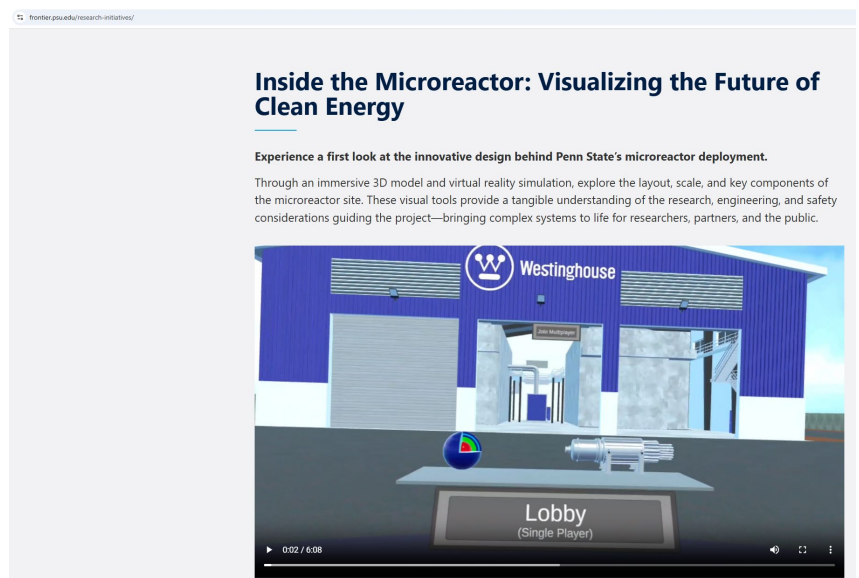 frontier.psu.edu/research-initiatives/
Inside the Microreactor: Visualizing the Future of
Clean Energy
Experience a first look at the innovative design behind Penn State's microreactor deployment.
Through an immersive 3D model and virtual reality simulation, explore the layout, scale, and key components of
the microreactor site. These visual tools provide a tangible understanding of the research, engineering, and safety
considerations guiding the project—bringing complex systems to life for researchers, partners, and the public.
Westinghouse
Join Multiplayer
Lobby
(Single Player)
0:02 / 6:08